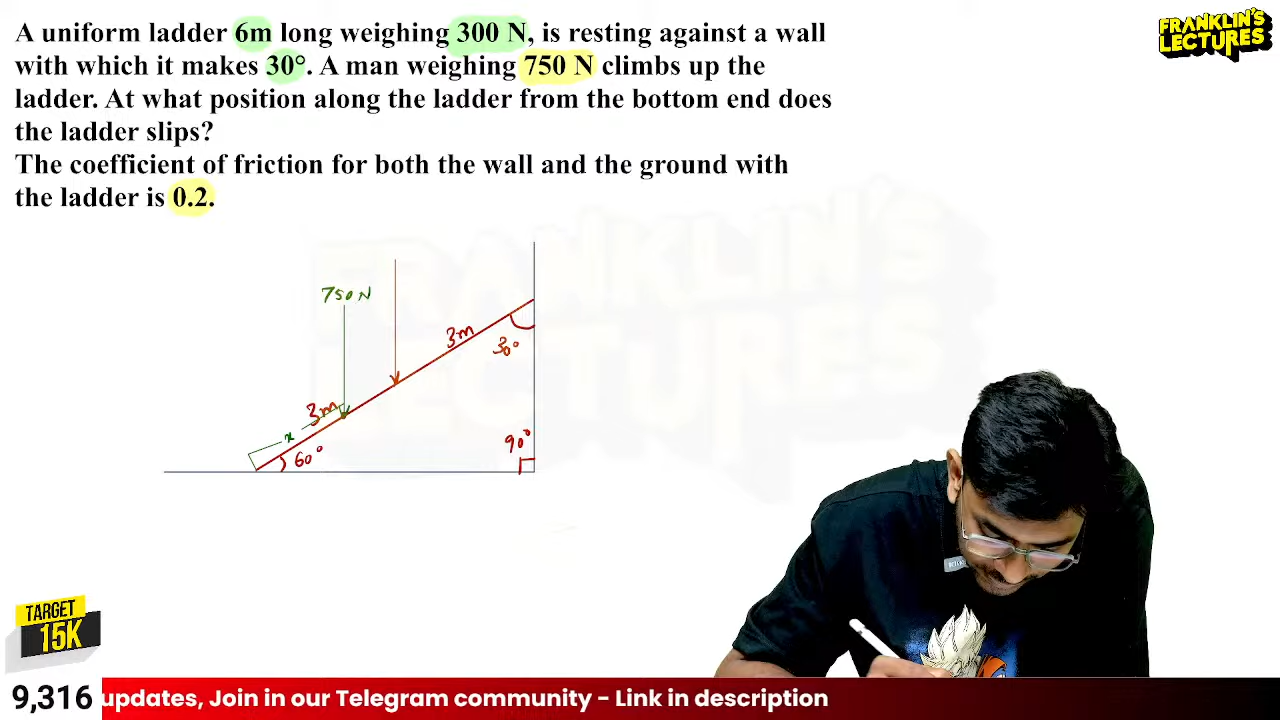 A uniform ladder 6m long weighing 300 N, is resting against a wall
with which it makes 30°. A man weighing 750 N climbs up the
ladder. At what position along the ladder from the bottom end does
the ladder slips?
The coefficient of friction for both the wall and the ground with
the ladder is 0.2.
FRANKLIN'S
LECTURES
FRANKLIN'S
LECTURES
750N
3m
30°
3m
x
60°
90°
TARGET
15K
9,316
updates, Join in our Telegram community - Link in description